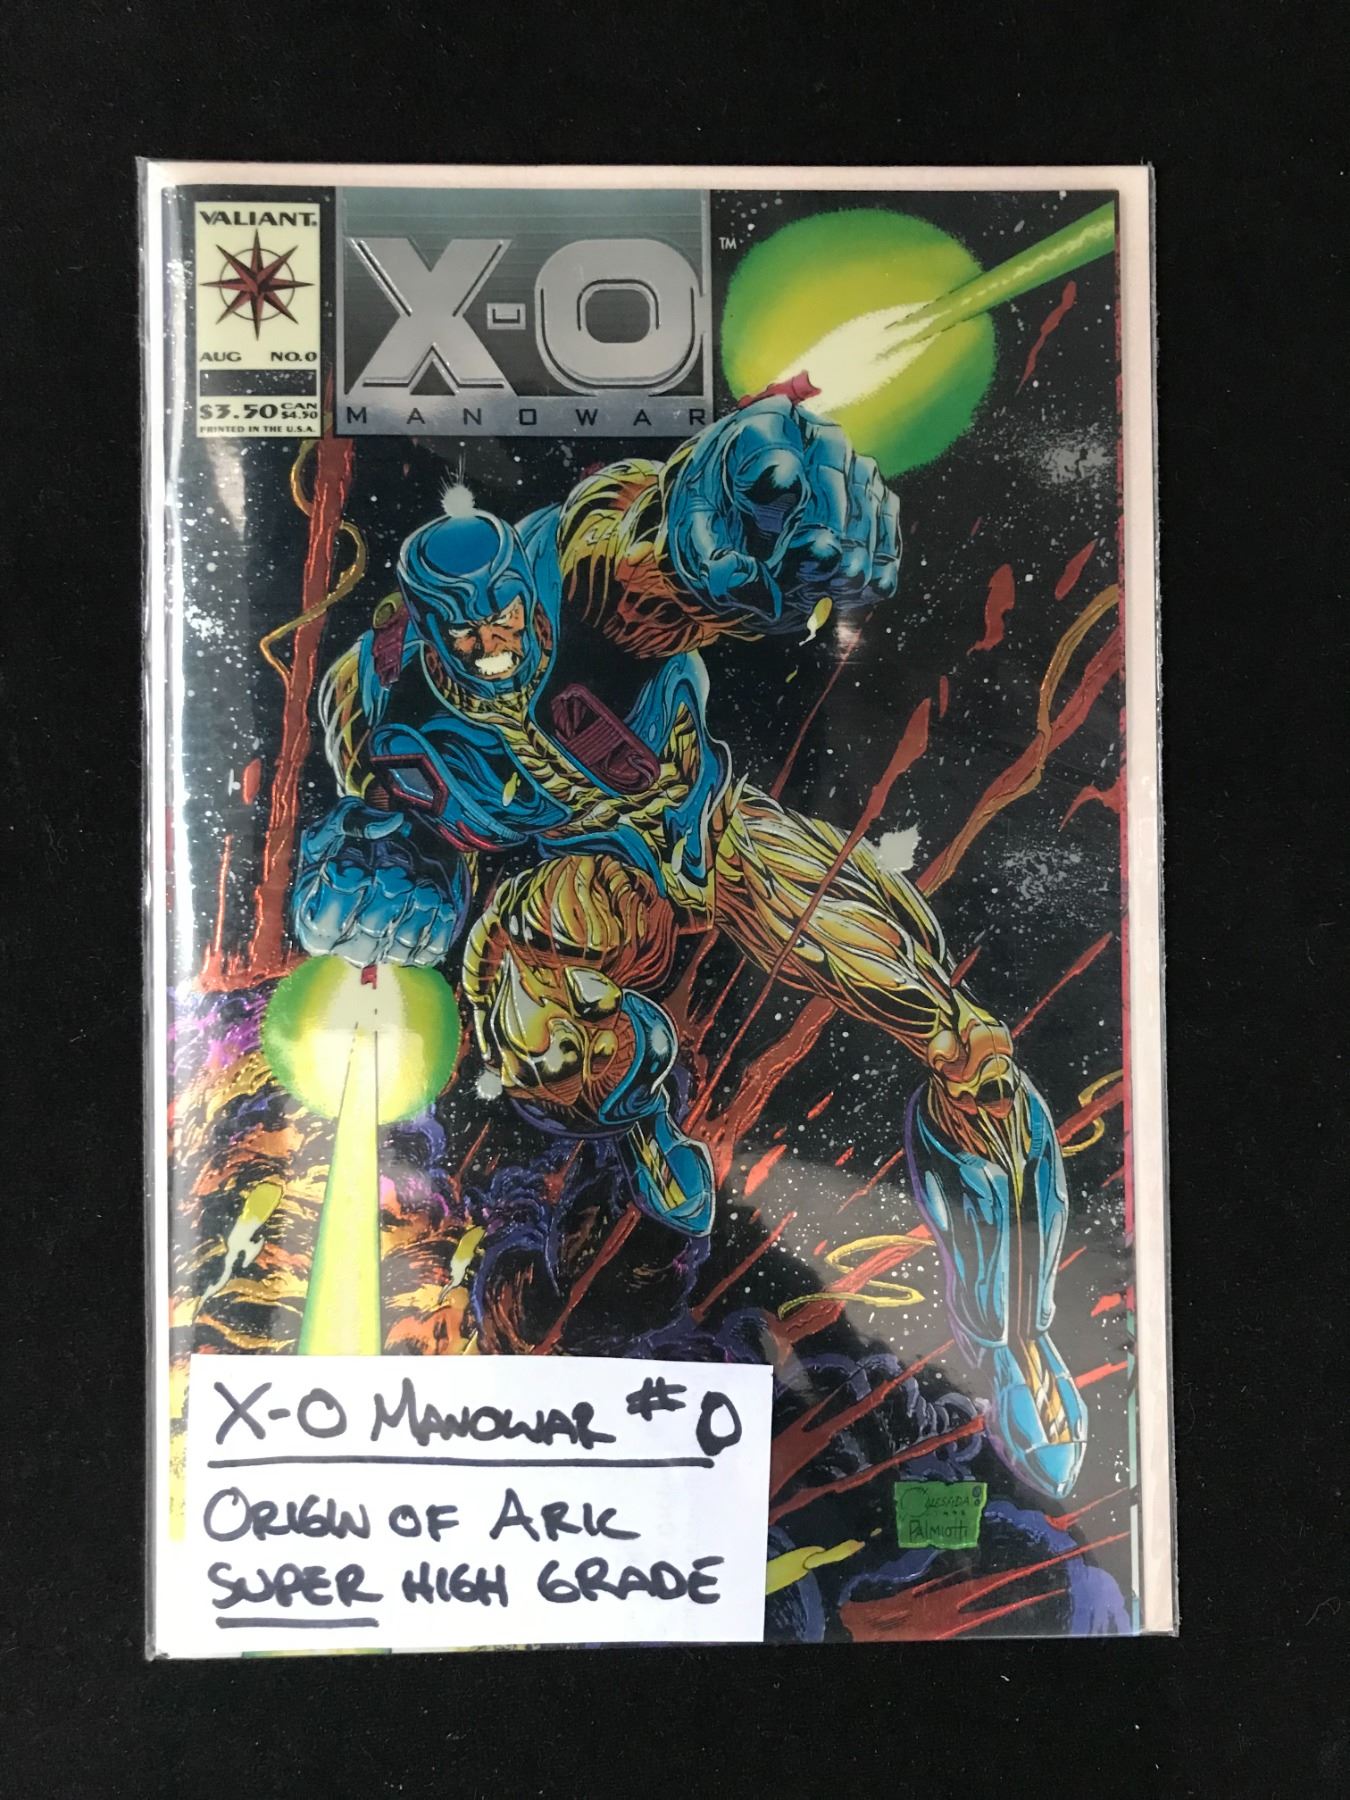 VALIANT.
AUG NO.0
$3.50 CAN $4.50
PRINTED IN THE U.S.A.
X-O
TM
MANOWAR
X-O MANOWAR #0
ORIGIN OF ARK
SUPER HIGH GRADE
Palmiotti